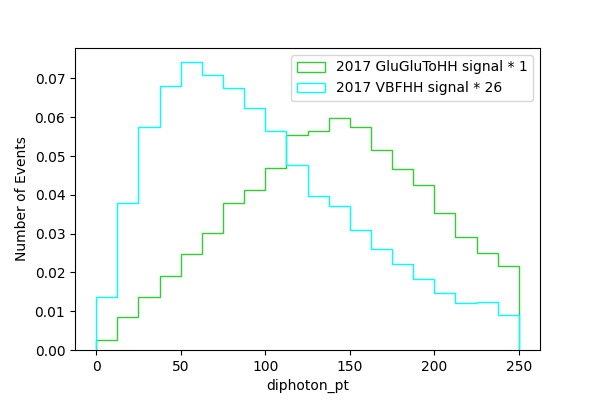 2017 GluGluToHH signal * 1
2017 VBFHH signal * 26
Number of Events
0.07
0.06
0.05
0.04
0.03
0.02
0.01
0.00
0 50 100 150 200 250
diphoton_pt